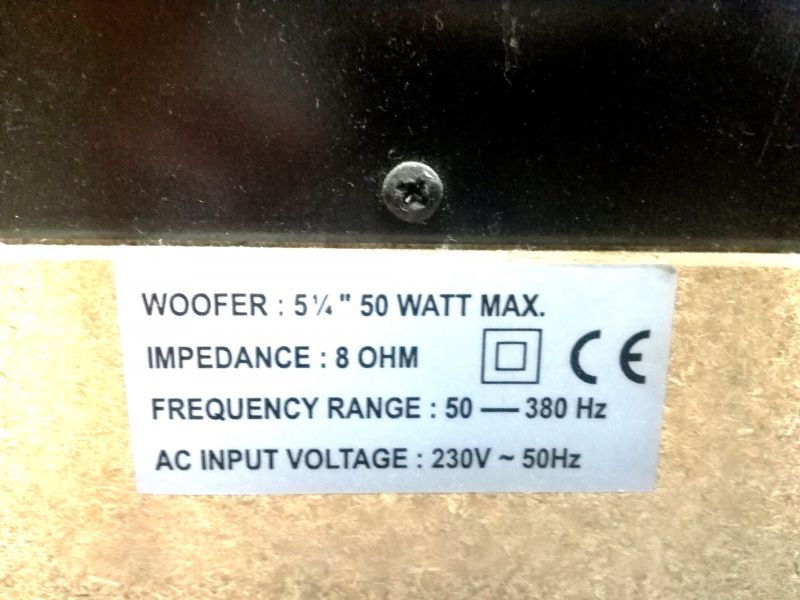 WOOFER : 5¼ " 50 WATT MAX.
IMPEDANCE : 8 OHM CE
FREQUENCY RANGE : 50 — 380 Hz
AC INPUT VOLTAGE : 230V ~ 50Hz